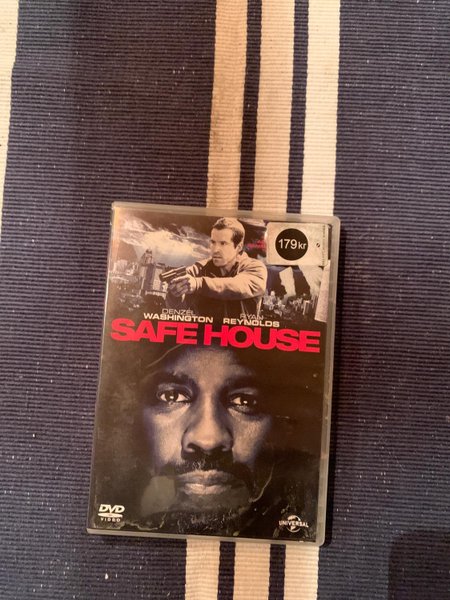 179kr
DENZEL RYAN
WASHINGTON REYNOLDS
SAFE HOUSE
DVD
VIDEO
UNIVERSAL